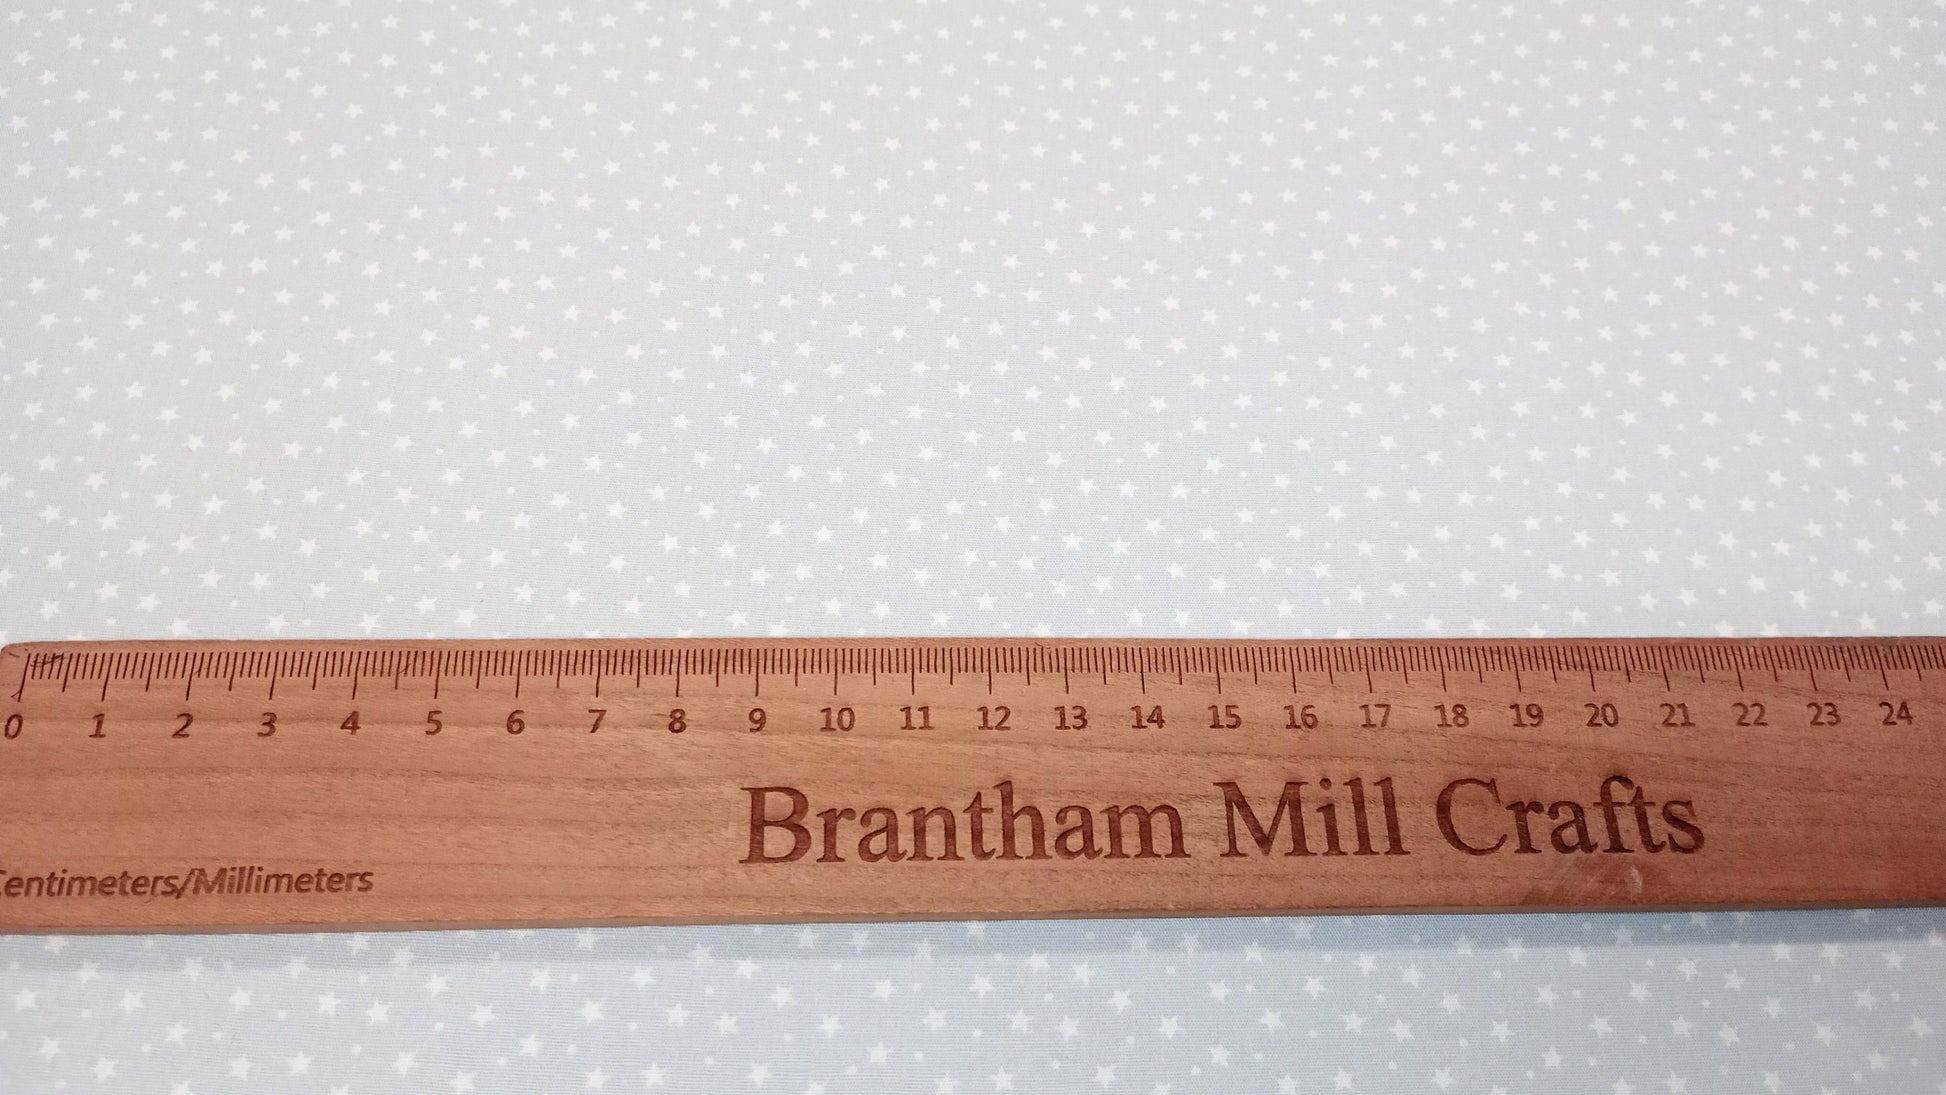 0 1 2 3 4 5 6 7 8 9 10 11 12 13 14 15 16 17 18 19 20 21 22 23 24
Brantham Mill Crafts
Centimeters/Millimeters